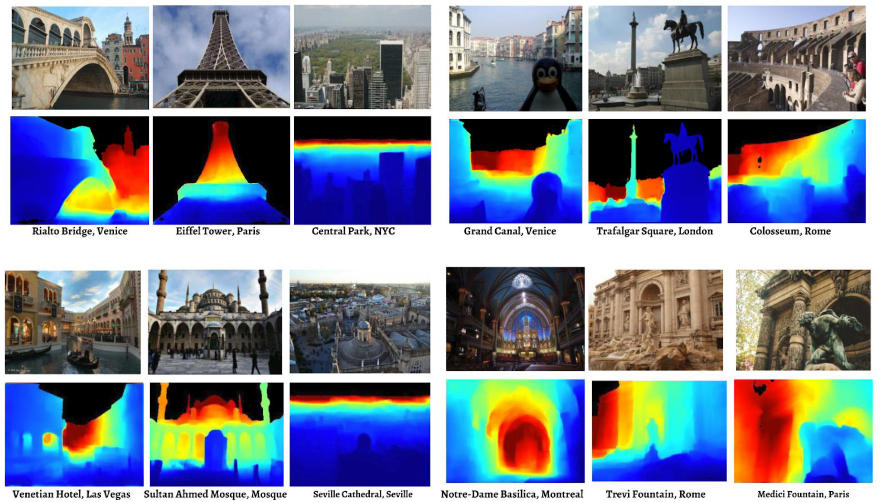 Rialto Bridge, Venice
Eiffel Tower, Paris
Central Park, NYC
Grand Canal, Venice
Trafalgar Square, London
Colosseum, Rome
Venetian Hotel, Las Vegas
Sultan Ahmed Mosque, Mosque
Seville Cathedral, Seville
Notre-Dame Basilica, Montreal
Trevi Fountain, Rome
Medici Fountain, Paris